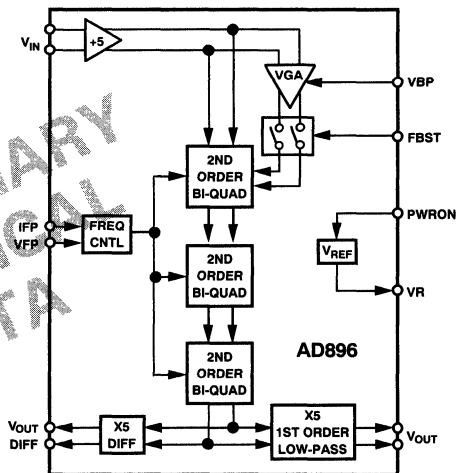 VIN
+5
VGA
VBP
FBST
2ND
ORDER
BI-QUAD
IFP
VFP
FREQ
CNTL
PWRON
VREF
VR
2ND
ORDER
BI-QUAD
2ND
ORDER
BI-QUAD
AD896
VOUT
DIFF
X5
DIFF
X5
1ST ORDER
LOW-PASS
VOUT